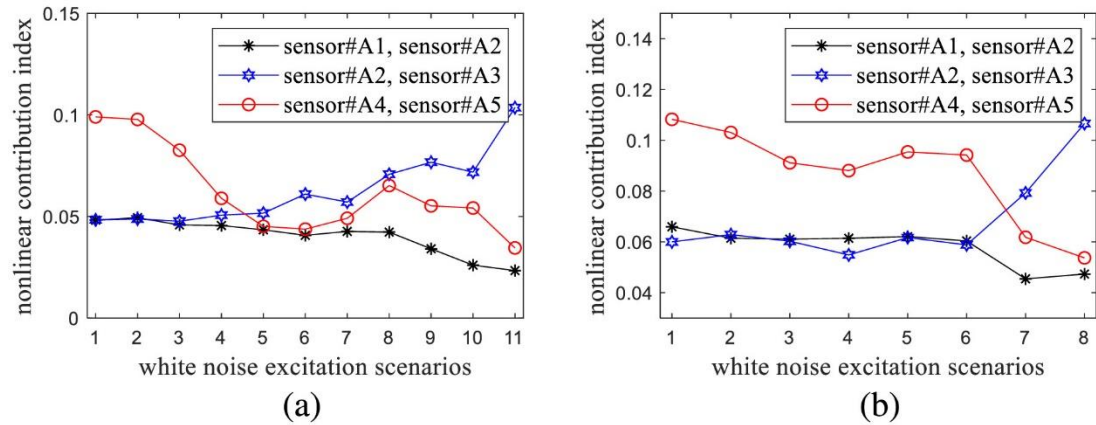 nonlinear contribution index
0.15
0.1
0.05
0
sensor#A1, sensor#A2
sensor#A2, sensor#A3
sensor#A4, sensor#A5
1 2 3 4 5 6 7 8 9 10 11
white noise excitation scenarios
(a)
nonlinear contribution index
0.14
0.12
0.1
0.08
0.06
0.04
sensor#A1, sensor#A2
sensor#A2, sensor#A3
sensor#A4, sensor#A5
1 2 3 4 5 6 7 8
white noise excitation scenarios
(b)